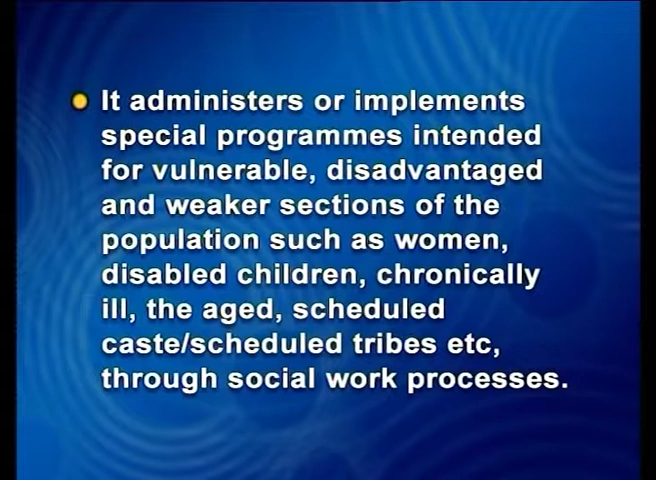 It administers or implements
special programmes intended
for vulnerable, disadvantaged
and weaker sections of the
population such as women,
disabled children, chronically
ill, the aged, scheduled
caste/scheduled tribes etc,
through social work processes.